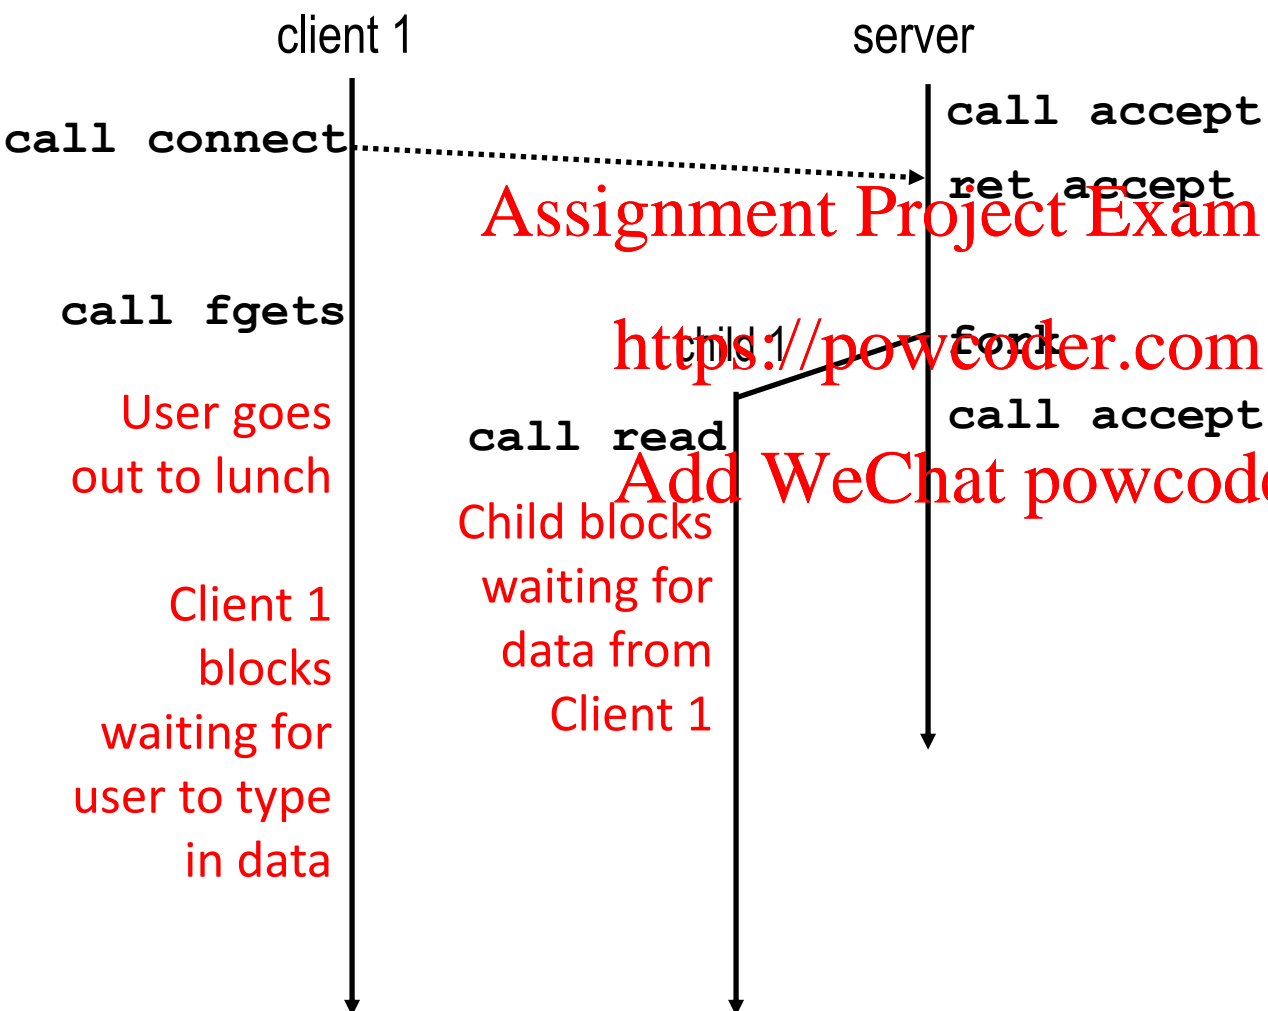 client 1
server
call accept
call connect
ret accept
Assignment Project Exam
call fgets
child 1
fork
https://powcoder.com
User goes
out to lunch
call accept
call read
Add WeChat powcode
Child blocks
waiting for
data from
Client 1
Client 1
blocks
waiting for
user to type
in data